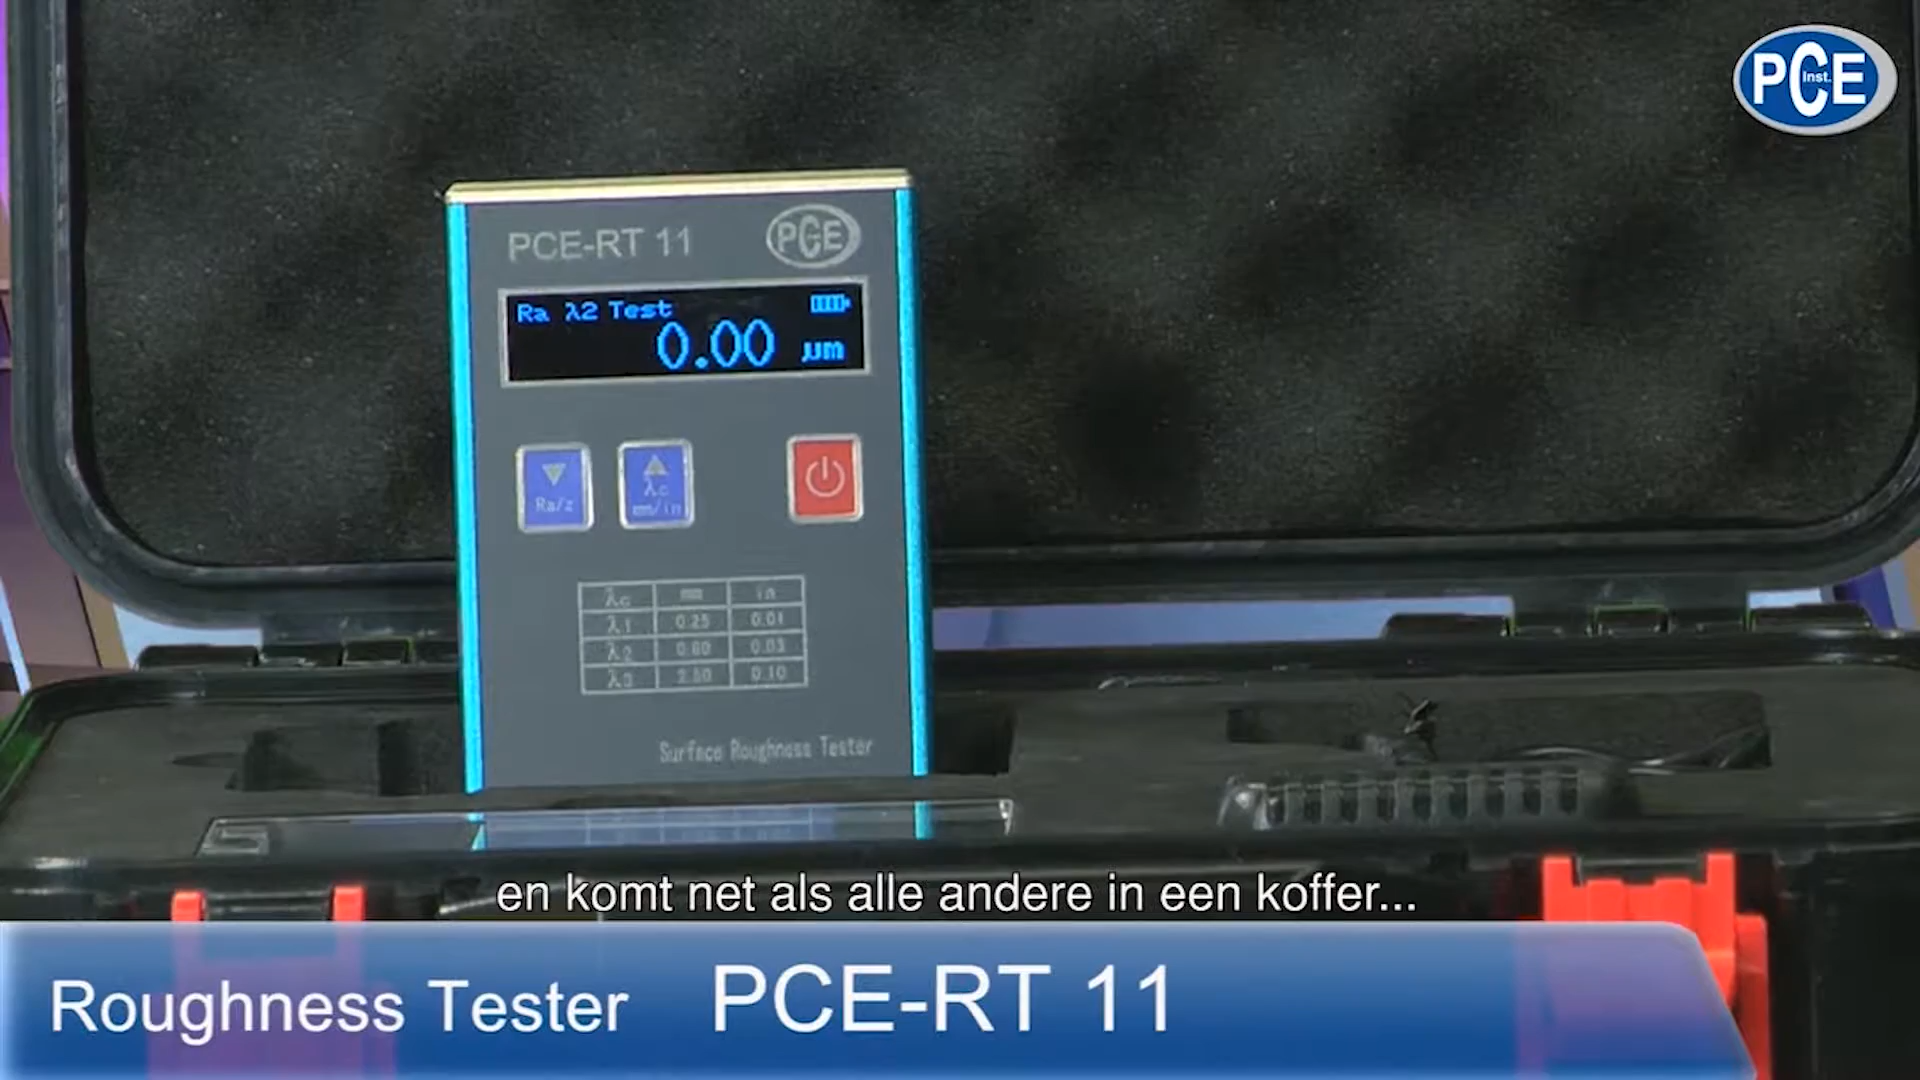 PCE
Inst.
PCE-RT 11
PCE
Ra λ2 Test
0.00 µm
Ra/z
λc
mm/in
λc mm in
λ1 0.25 0.01
λ2 0.80 0.03
λ3 2.50 0.10
Surface Roughness Tester
en komt net als alle andere in een koffer...
Roughness Tester PCE-RT 11